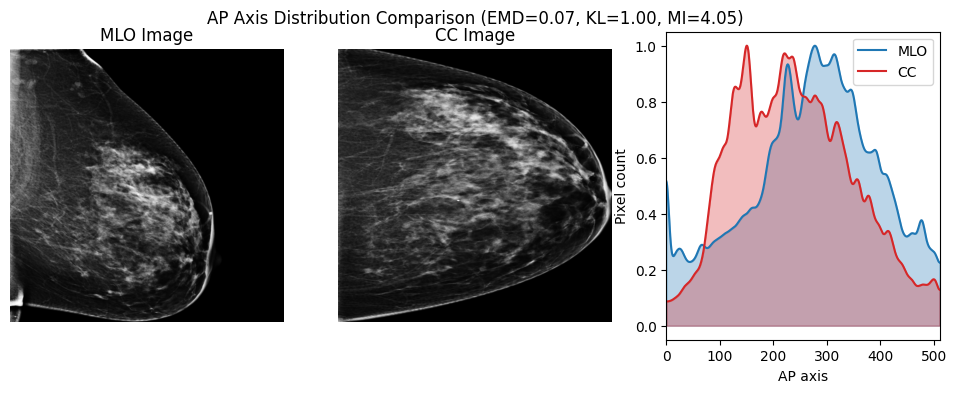 AP Axis Distribution Comparison (EMD=0.07, KL=1.00, MI=4.05)
MLO Image
CC Image
MLO
CC
Pixel count
1.0
0.8
0.6
0.4
0.2
0.0
0 100 200 300 400 500
AP axis